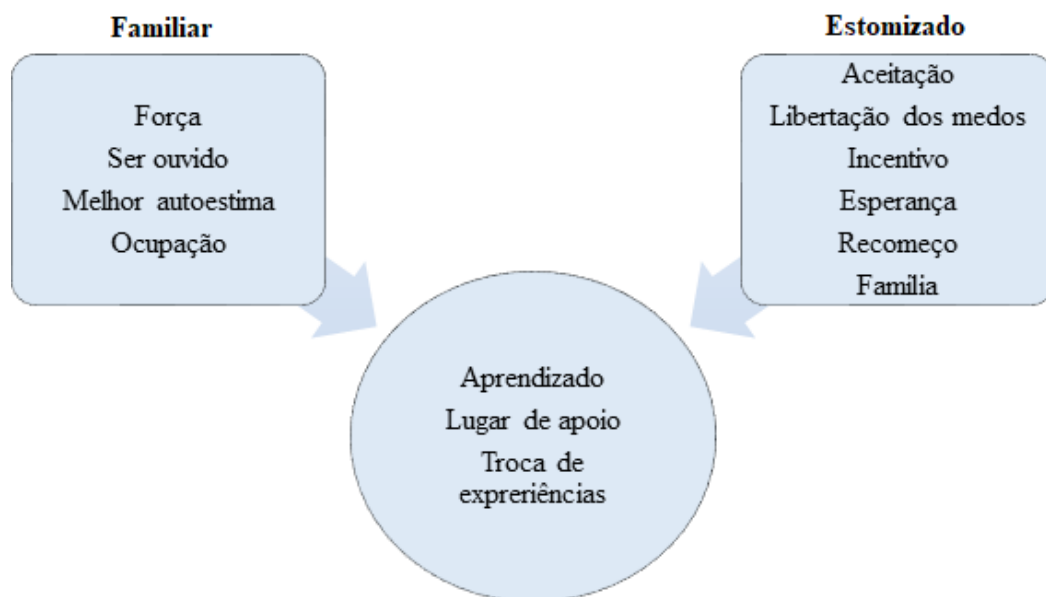 Familiar
Força
Ser ouvido
Melhor autoestima
Ocupação
Estomizado
Aceitação
Libertação dos medos
Incentivo
Esperança
Recomeço
Família
Aprendizado
Lugar de apoio
Troca de
expreriências